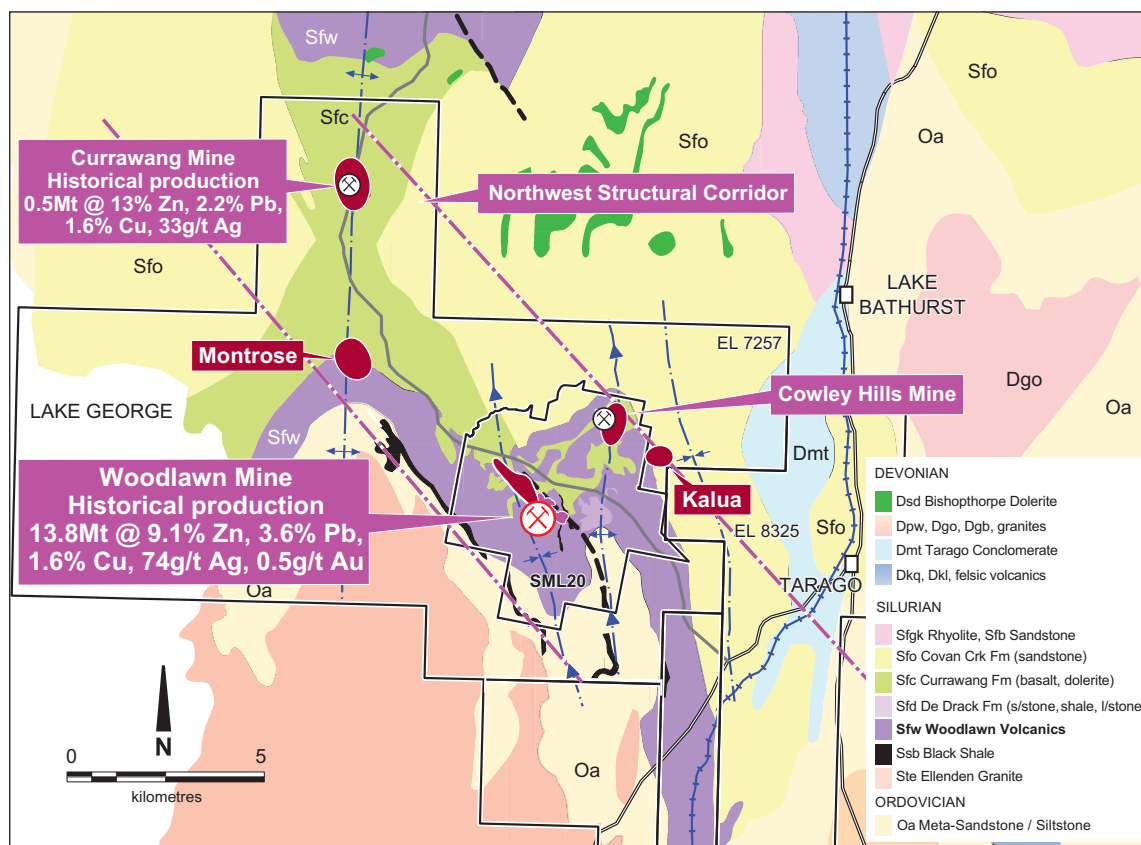 Sfw
Sfo
Sfc
Oa
Currawang Mine
Historical production
0.5Mt @ 13% Zn, 2.2% Pb,
1.6% Cu, 33g/t Ag
Sfo
Northwest Structural Corridor
Sfo
LAKE
BATHURST
EL 7257
Montrose
Dgo
Oa
LAKE GEORGE
Cowley Hills Mine
Sfw
Dmt
Woodlawn Mine
Historical production
13.8Mt @ 9.1% Zn, 3.6% Pb,
1.6% Cu, 74g/t Ag, 0.5g/t Au
Kalua
EL 8325
Sfo
SML20
TARAGO
Oa
Oa
N
0
5
kilometres
DEVONIAN
Dsd Bishopthorpe Dolerite
Dpw, Dgo, Dgb, granites
Dmt Tarago Conclomerate
Dkq, Dkl, felsic volcanics
SILURIAN
Sfgk Rhyolite, Sfb Sandstone
Sfo Covan Crk Fm (sandstone)
Sfc Currawang Fm (basalt, dolerite)
Sfd De Drack Fm (s/stone, shale, l/stone
Sfw Woodlawn Volcanics
Ssb Black Shale
Ste Ellenden Granite
ORDOVICIAN
Oa Meta-Sandstone / Siltstone